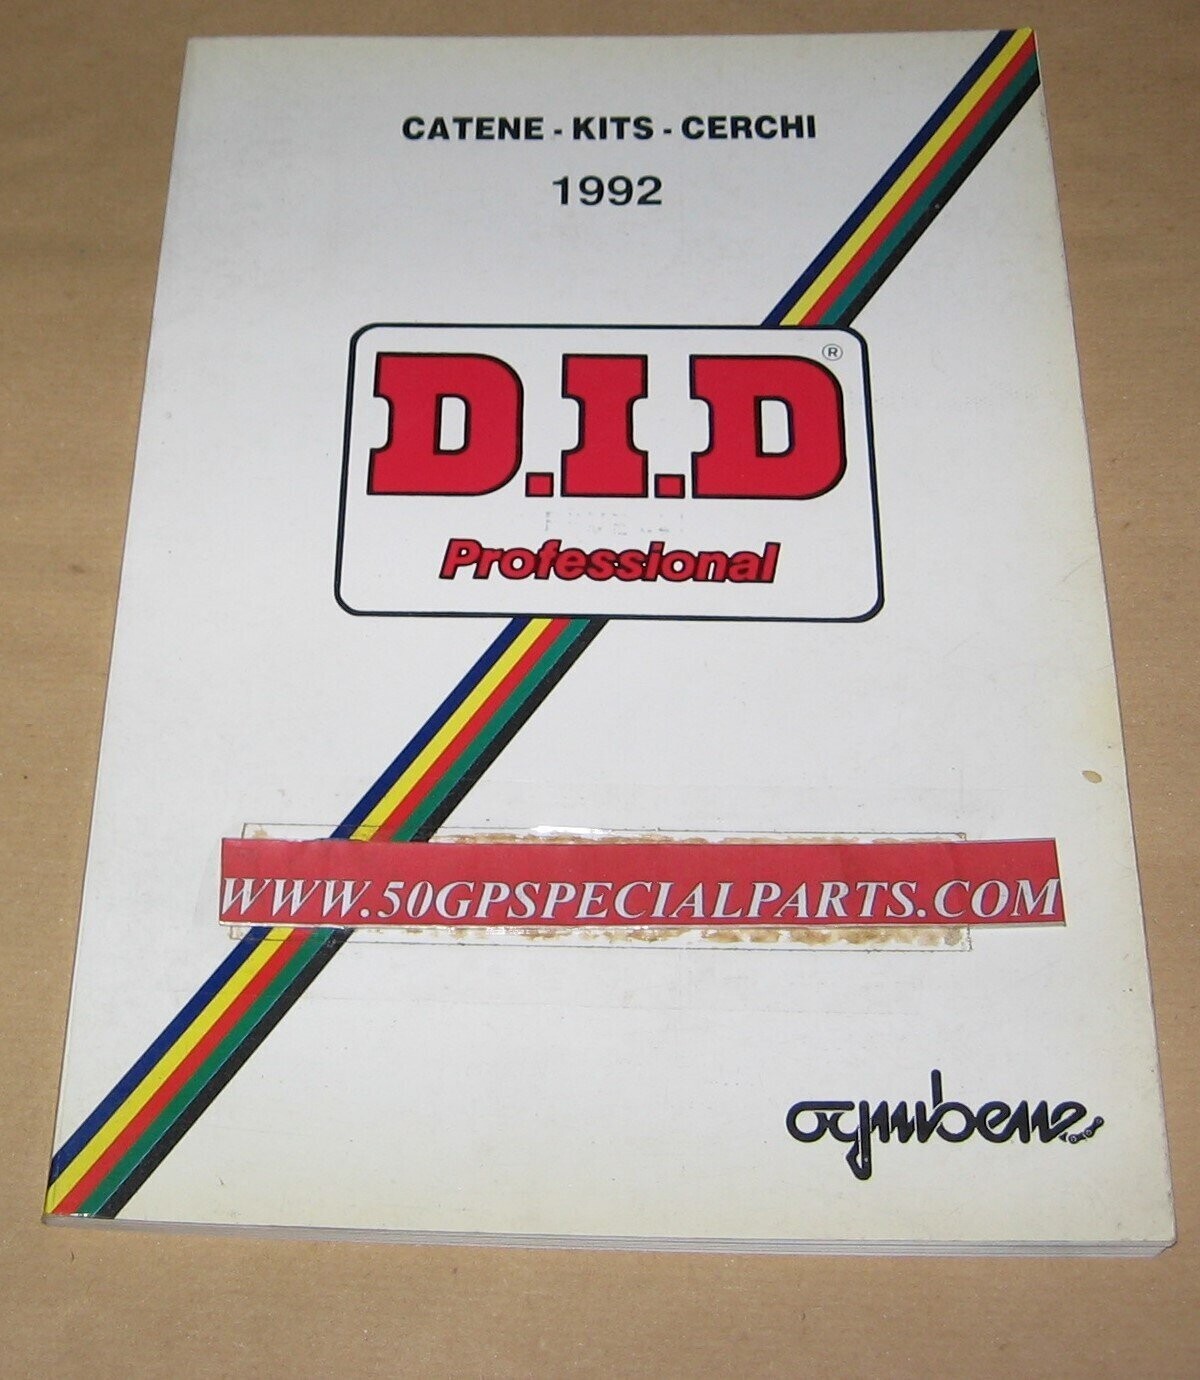 CATENE - KITS - CERCHI
1992
D.I.D ®
Professional
WWW.50GPSPECIALPARTS.COM
ognibene